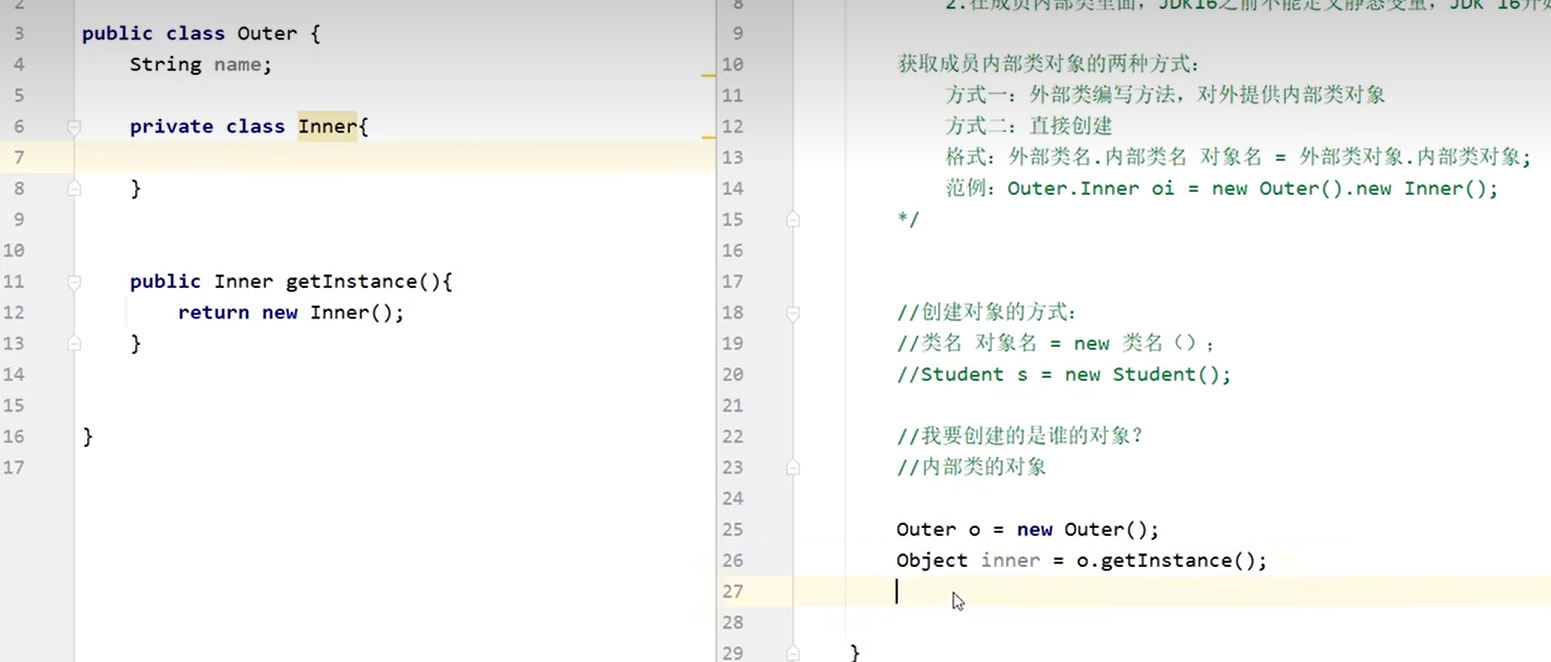 2
3 public class Outer {
4 String name;
5
6 private class Inner{
7
8 }
9
10
11 public Inner getInstance(){
12 return new Inner();
13 }
14
15
16 }
17
8 2.在成员内部类里面，JDK16之前不能定义静态变量，JDK 16开
9
10 获取成员内部类对象的两种方式：
11 方式一：外部类编写方法，对外提供内部类对象
12 方式二：直接创建
13 格式：外部类名.内部类名 对象名 = 外部类对象.内部类对象;
14 范例：Outer.Inner oi = new Outer().new Inner();
15 */
16
17
18 //创建对象的方式：
19 //类名 对象名 = new 类名（）；
20 //Student s = new Student();
21
22 //我要创建的是谁的对象？
23 //内部类的对象
24
25 Outer o = new Outer();
26 Object inner = o.getInstance();
27
28
29 }